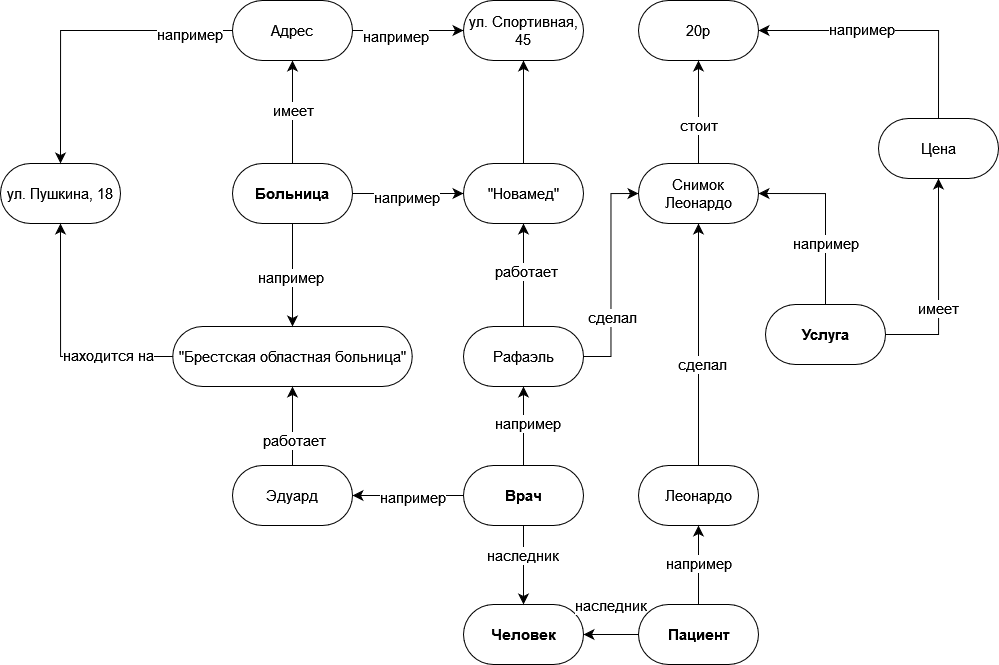 Адрес
ул. Спортивная,
45
20р
например
например
например
имеет
стоит
Цена
ул. Пушкина, 18
Больница
например
"Новамед"
Снимок
Леонардо
например
например
работает
имеет
сделал
Услуга
находится на
"Брестская областная больница"
Рафаэль
сделал
например
работает
Эдуард
например
Врач
Леонардо
наследник
например
наследник
Человек
Пациент